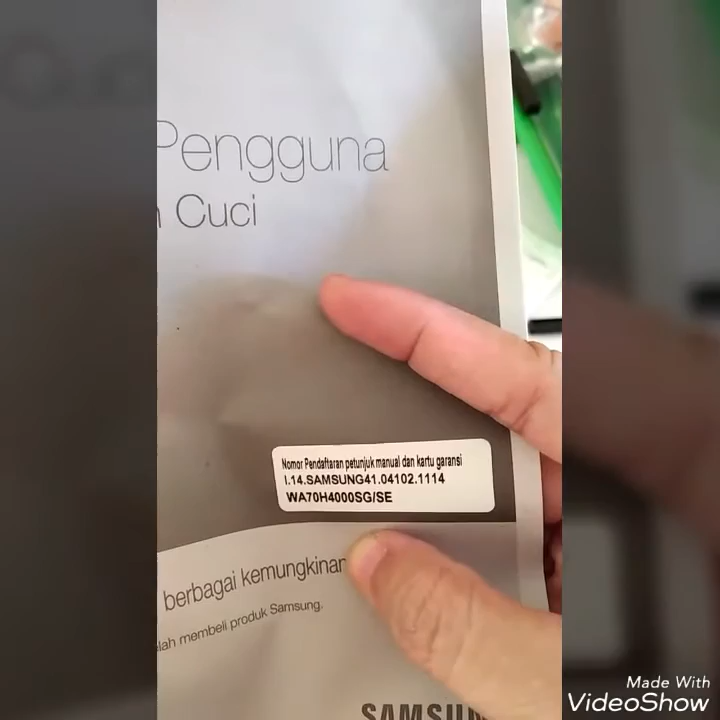 Pengguna
Cuci
Nomor Pendaftaran petunjuk manual dan kartu garansi
I.14.SAMSUNG41.04102.1114
WA70H4000SG/SE
berbagai kemungkinan
membeli produk Samsung.
SAMSUN
Made With
VideoShow